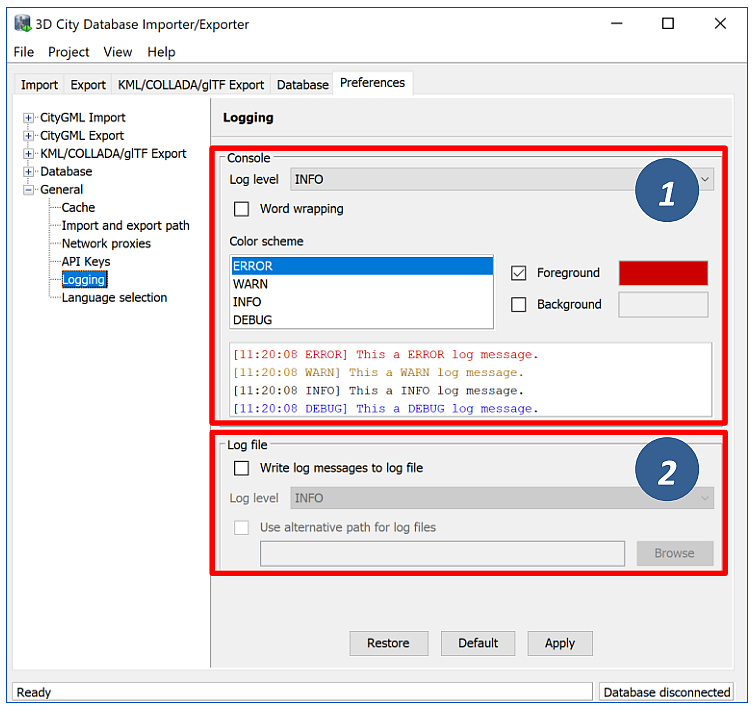 3D City Database Importer/Exporter
File Project View Help
Import Export KML/COLLADA/glTF Export Database Preferences
CityGML Import
CityGML Export
KML/COLLADA/glTF Export
Database
General
Cache
Import and export path
Network proxies
API Keys
Logging
Language selection
Logging
Console
Log level INFO
1
Word wrapping
Color scheme
ERROR
WARN
INFO
DEBUG
Foreground
Background
[11:20:08 ERROR] This a ERROR log message.
[11:20:08 WARN] This a WARN log message.
[11:20:08 INFO] This a INFO log message.
[11:20:08 DEBUG] This a DEBUG log message.
Log file
2
Write log messages to log file
Log level INFO
Use alternative path for log files
Browse
Restore Default Apply
Ready Database disconnected